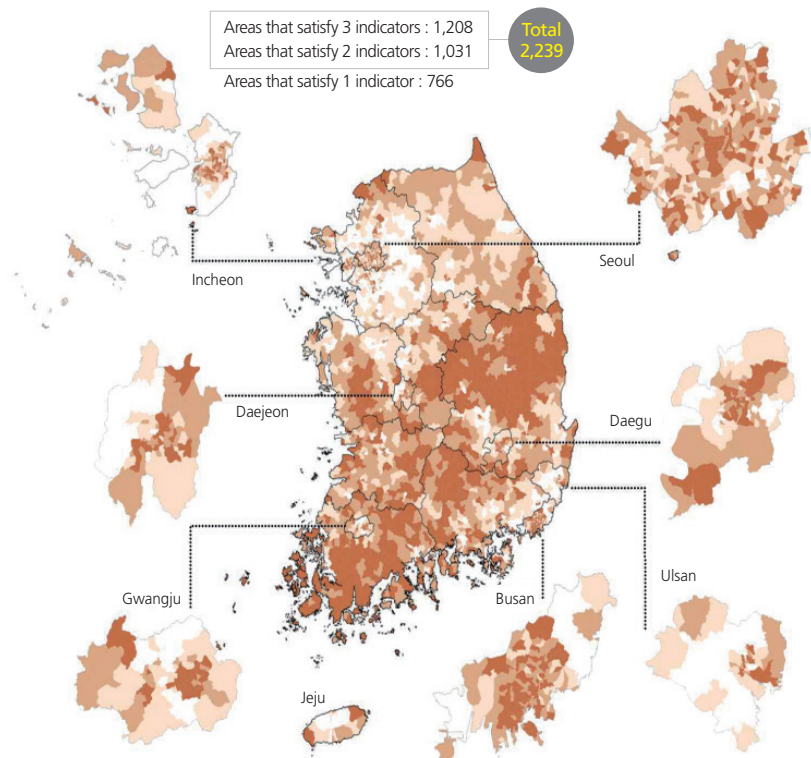 Areas that satisfy 3 indicators : 1,208
Areas that satisfy 2 indicators : 1,031
Total
2,239
Areas that satisfy 1 indicator : 766
Incheon
Seoul
Daejeon
Daegu
Gwangju
Busan
Ulsan
Jeju